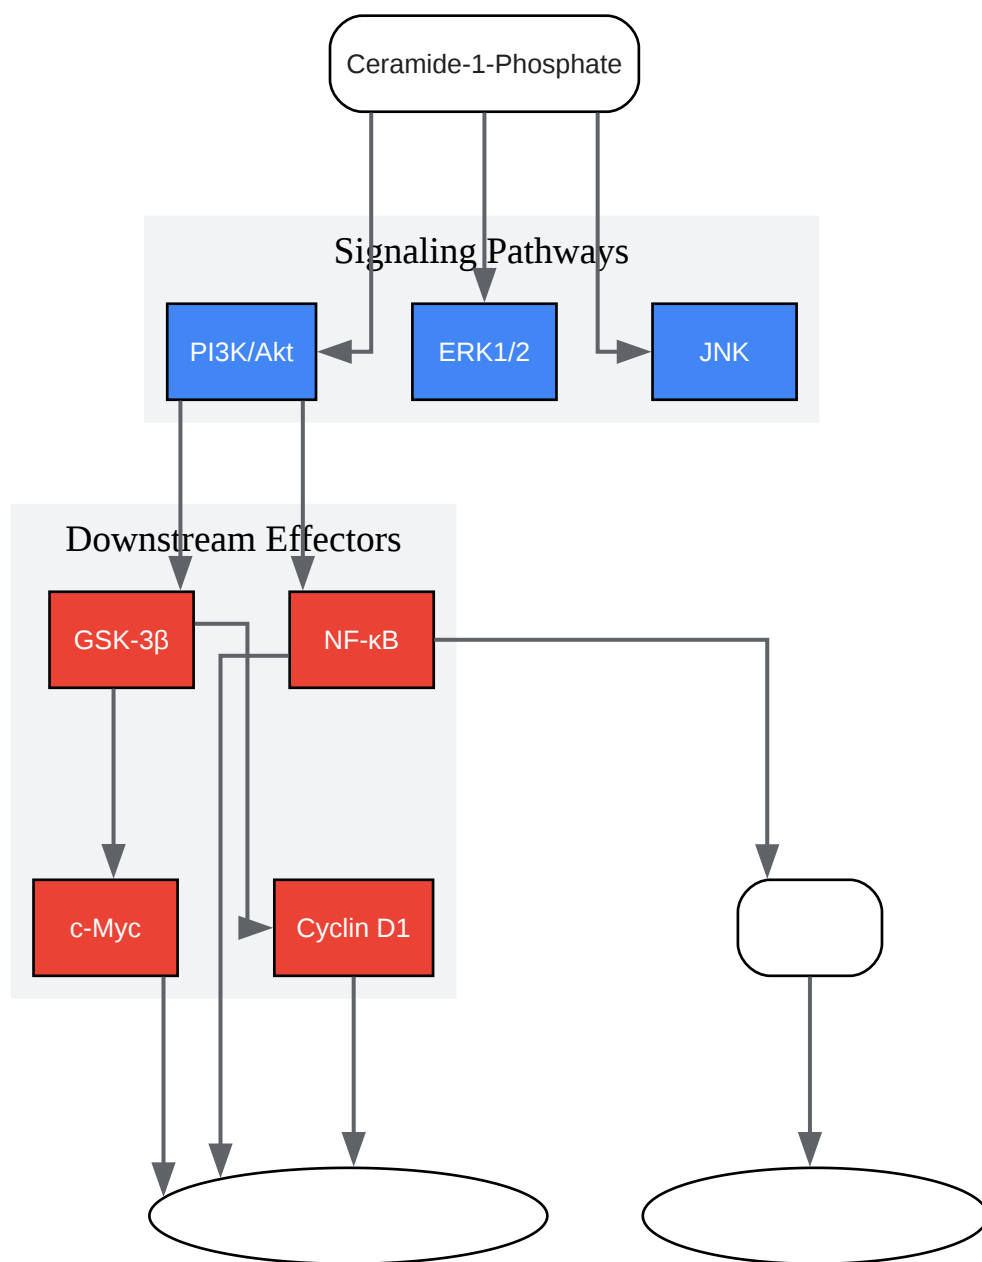 Ceramide-1-Phosphate
Signaling Pathways
PI3K/Akt
ERK1/2
JNK
Downstream Effectors
GSK-3β
NF-κB
c-Myc
Cyclin D1